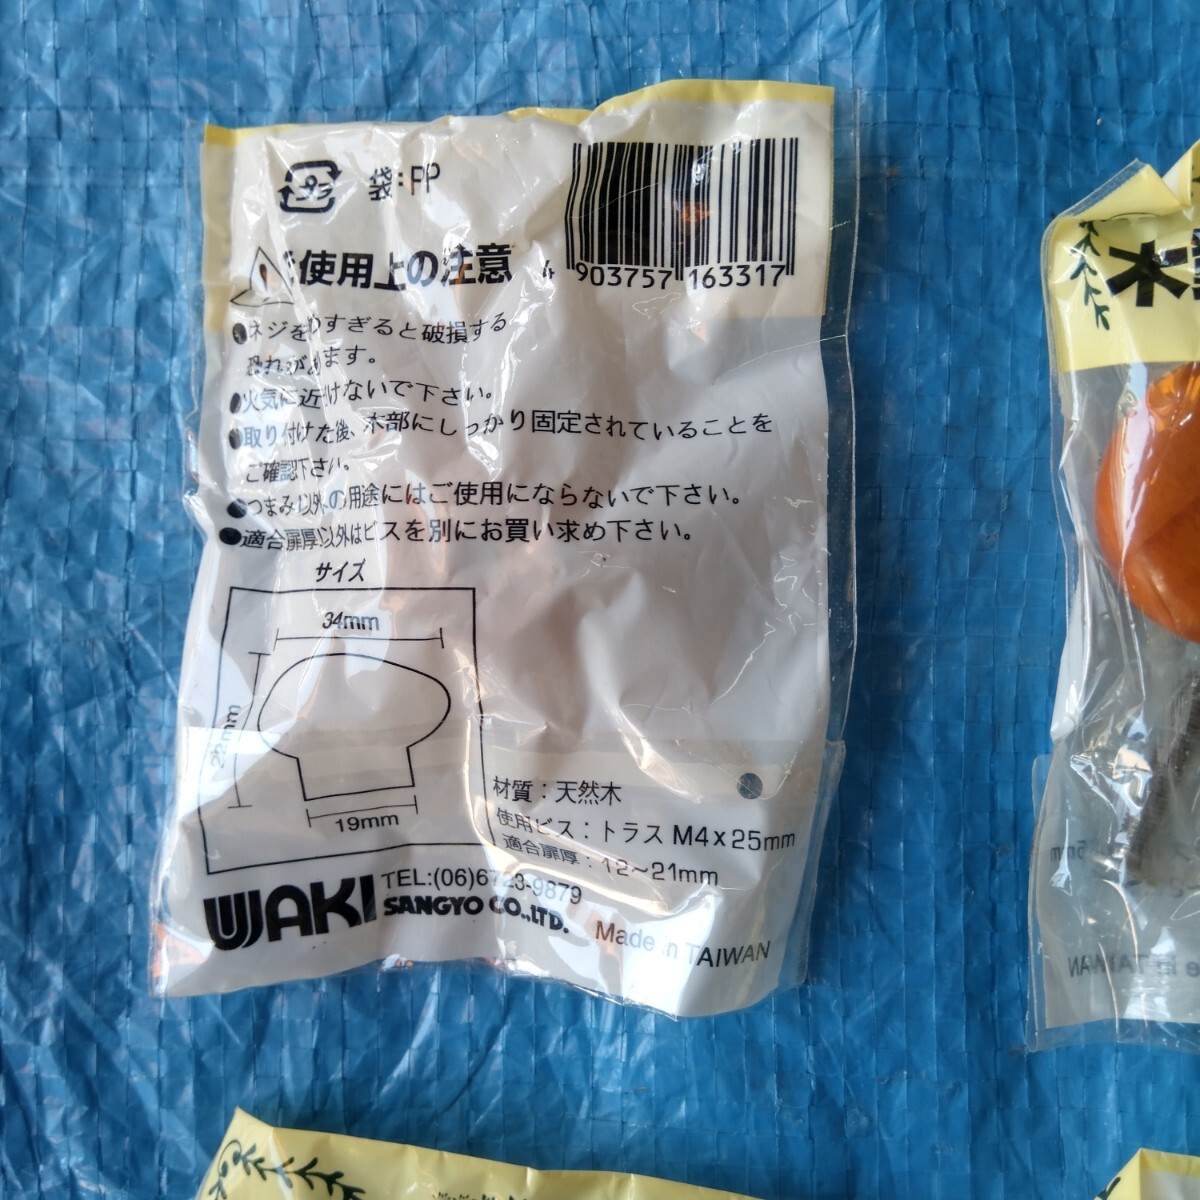 プラ 袋:PP
4 903757 163317
使用上の注意
●ネジを すぎると破損する
恐れがあります。
●火気に近付けないで下さい。
●取り付けた後、木部にしっかり固定されていることを
ご確認下さい。
●つまみ以外の用途にはご使用にならないで下さい。
●適合扉厚以外はビスを別にお買い求め下さい。
サイズ
34mm
19mm
材質:天然木
使用ビス:トラス M4x25mm
適合扉厚:12~21mm
WAKI TEL:(06)6723-9879
SANGYO CO.,LTD.
Made in TAIWAN
木